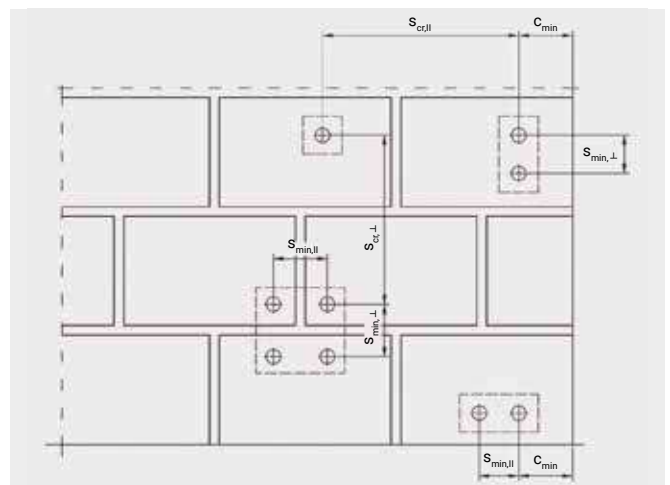 s_cr,II
c_min
s_min,⊥
s_cr,⊥
s_min,II
s_min,⊥
s_min,II
c_min